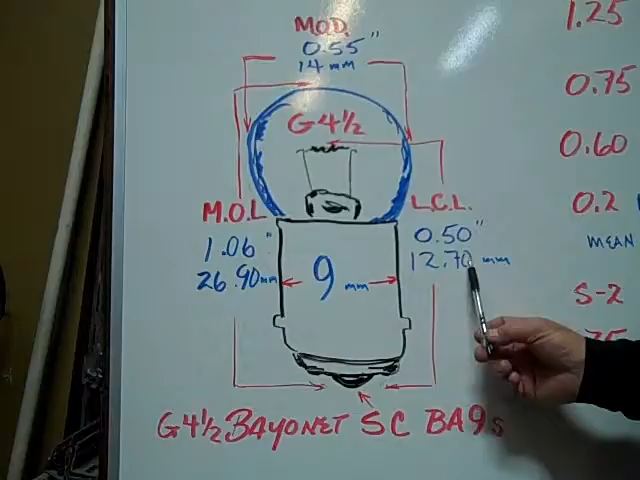 M.O.D.
0.55"
14 mm
G4½
M.O.L
1.06"
26.90mm
L.C.L.
0.50"
12.70 mm
9 mm
G4½ BAYONET SC BA9s
1.25
0.75
0.60
0.2
MEAN
S-2